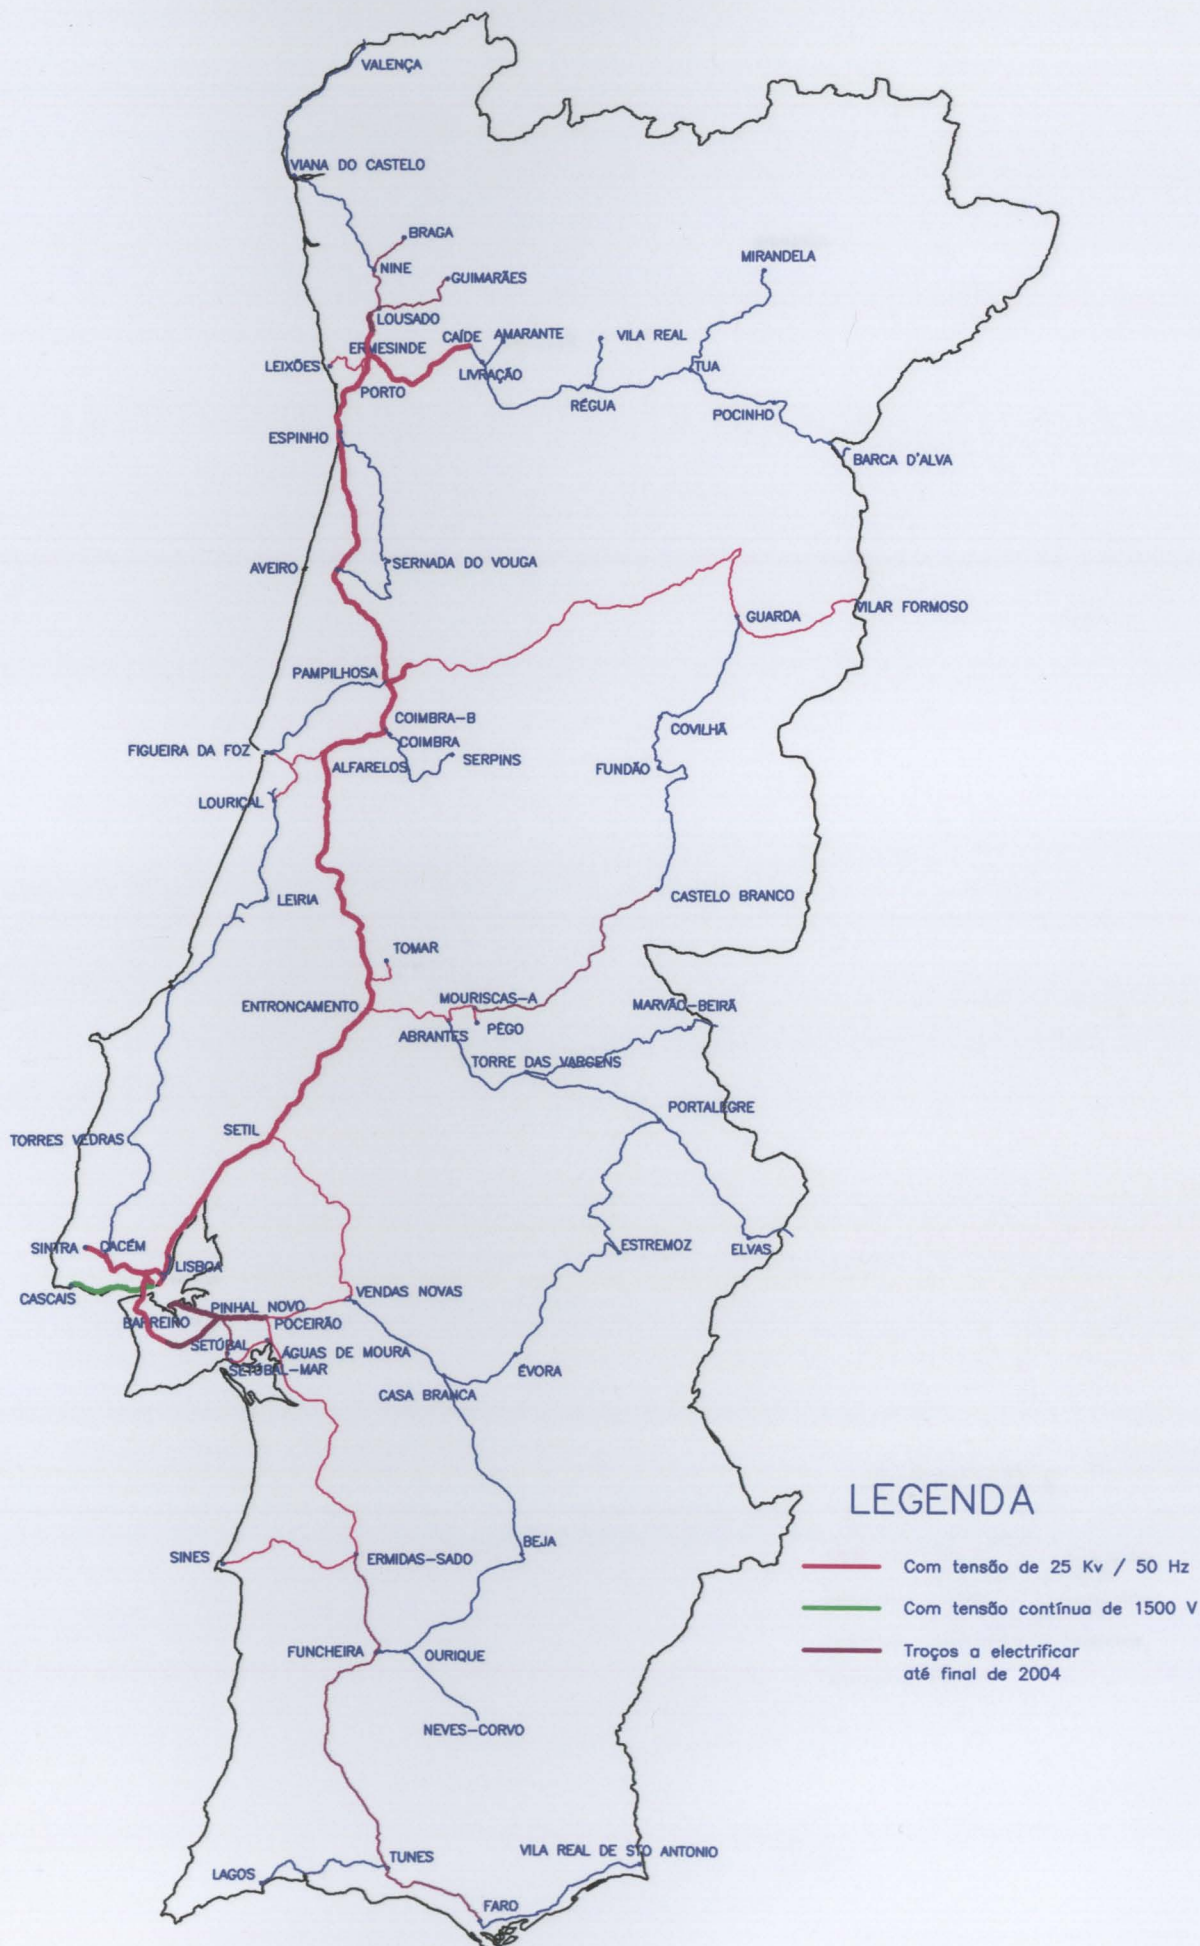 VALENÇA
VIANA DO CASTELO
BRAGA
NINE
MIRANDELA
GUIMARÃES
LOUSADO
CAÍDE
AMARANTE
VILA REAL
ERMESINDE
LEIXÕES
LIVRAÇÃO
TUA
PORTO
RÉGUA
POCINHO
ESPINHO
BARCA D'ALVA
AVEIRO
SERNADA DO VOUGA
VILAR FORMOSO
GUARDA
PAMPILHOSA
COIMBRA-B
COVILHÃ
COIMBRA
FIGUEIRA DA FOZ
SERPINS
ALFARELOS
FUNDÃO
LOURIÇAL
LEIRIA
CASTELO BRANCO
TOMAR
MOURISCAS-A
ENTRONCAMENTO
MARVÃO-BEIRÃ
ABRANTES
PÊGO
TORRE DAS VARGENS
PORTALEGRE
SETIL
TORRES VEDRAS
SINTRA
CACÉM
ESTREMOZ
ELVAS
LISBOA
CASCAIS
VENDAS NOVAS
PINHAL NOVO
BARREIRO
POCEIRÃO
SETÚBAL
ÁGUAS DE MOURA
SETÚBAL-MAR
ÉVORA
CASA BRANCA
LEGENDA
Com tensão de 25 Kv / 50 Hz
Com tensão contínua de 1500 V
Troços a electrificar
até final de 2004
BEJA
SINES
ERMIDAS-SADO
FUNCHEIRA
OURIQUE
NEVES-CORVO
VILA REAL DE STO ANTONIO
TUNES
LAGOS
FARO